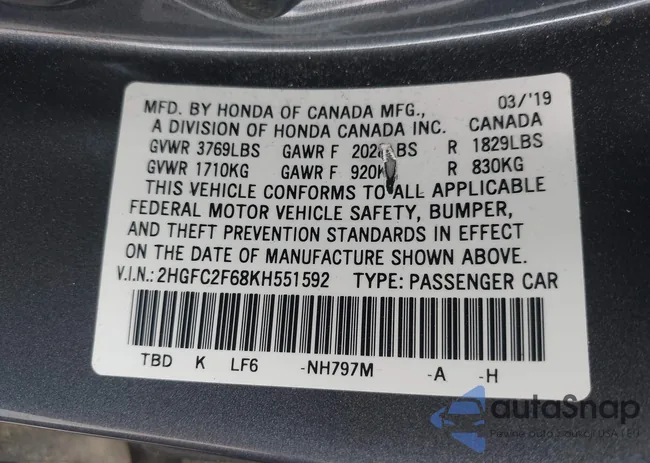 MFD. BY HONDA OF CANADA MFG., 03/'19
A DIVISION OF HONDA CANADA INC. CANADA
GVWR 3769LBS GAWR F LBS R 1829LBS
GVWR 1710KG GAWR F R 830KG
THIS VEHICLE CONFORMS TO ALL APPLICABLE
FEDERAL MOTOR VEHICLE SAFETY, BUMPER,
AND THEFT PREVENTION STANDARDS IN EFFECT
ON THE DATE OF MANUFACTURE SHOWN ABOVE.
V.I.N.: 2HGFC2F68KH551592 TYPE: PASSENGER CAR
TBD K LF6 -NH797M -A -H
autaSnap